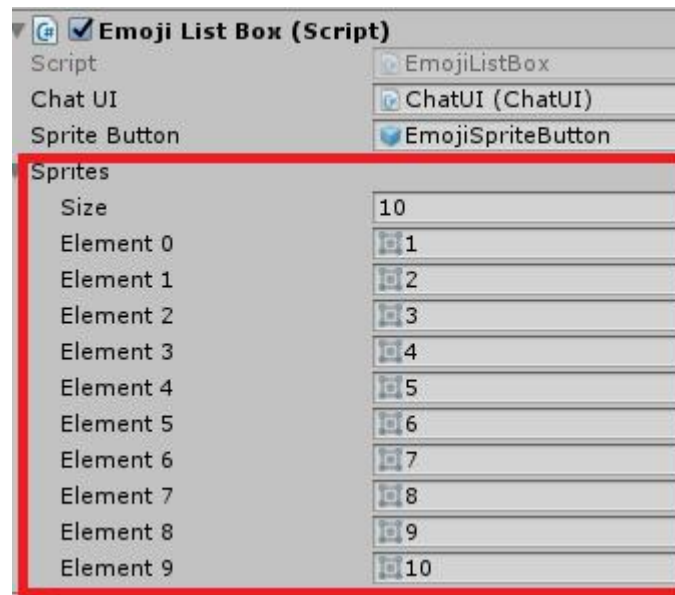 Emoji List Box (Script)
Script EmojiListBox
Chat UI ChatUI (ChatUI)
Sprite Button EmojiSpriteButton
Sprites
Size 10
Element 0 1
Element 1 2
Element 2 3
Element 3 4
Element 4 5
Element 5 6
Element 6 7
Element 7 8
Element 8 9
Element 9 10